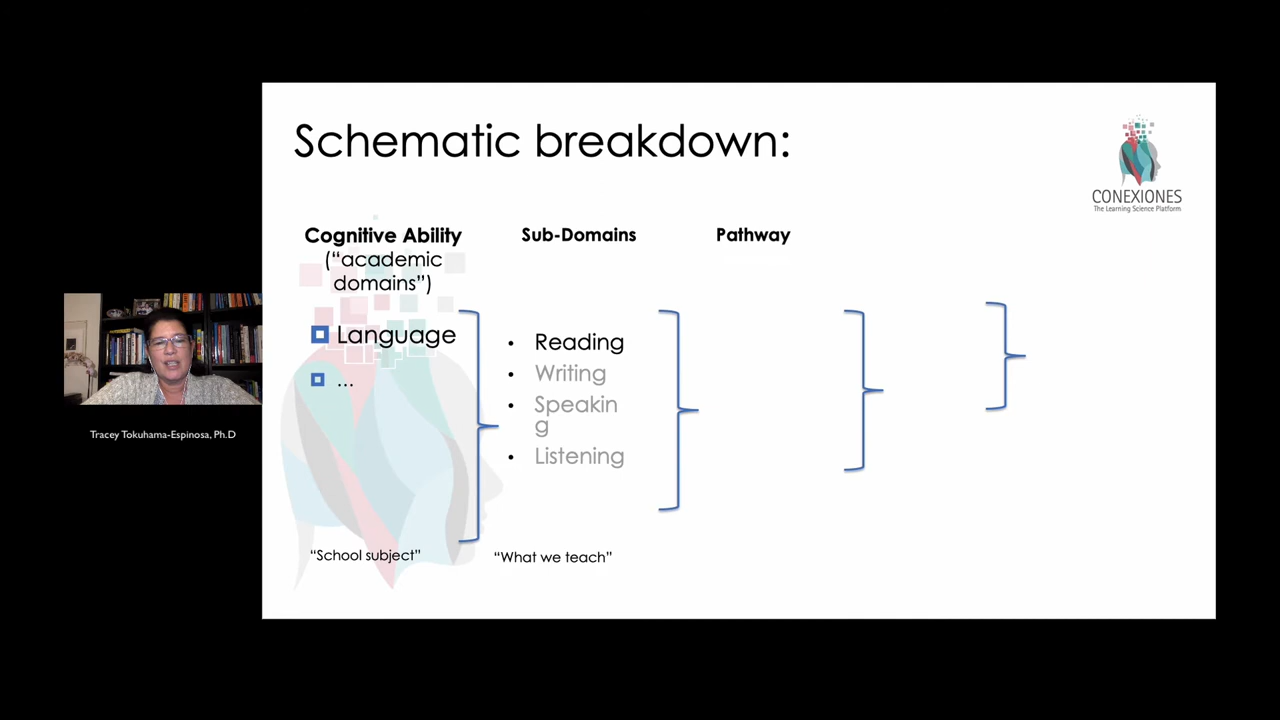 Schematic breakdown:
CONEXIONES
The Learning Science Platform
Cognitive Ability
(“academic
domains”)
Sub-Domains
Pathway
Language
...
Reading
Writing
Speakin
g
Listening
“School subject”
“What we teach”
Tracey Tokuhama-Espinosa, Ph.D